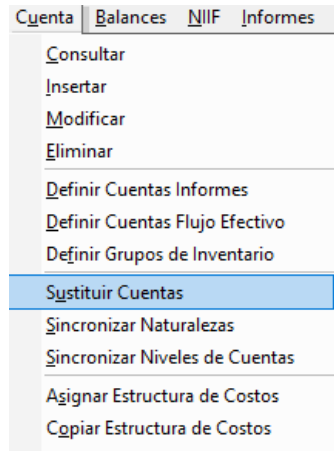 Cuenta Balances NIIF Informes
Consultar
Insertar
Modificar
Eliminar
Definir Cuentas Informes
Definir Cuentas Flujo Efectivo
Definir Grupos de Inventario
Sustituir Cuentas
Sincronizar Naturalezas
Sincronizar Niveles de Cuentas
Asignar Estructura de Costos
Copiar Estructura de Costos